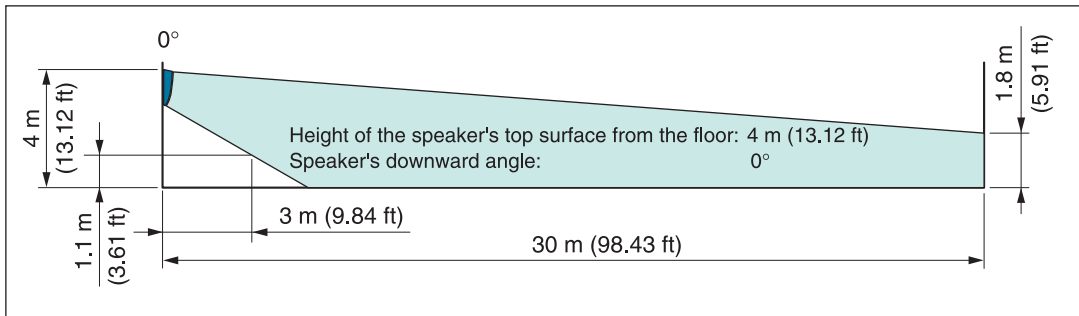 0°
4 m
(13.12 ft)
1.8 m
(5.91 ft)
Height of the speaker's top surface from the floor: 4 m (13.12 ft)
Speaker's downward angle: 0°
1.1 m
(3.61 ft)
3 m (9.84 ft)
30 m (98.43 ft)